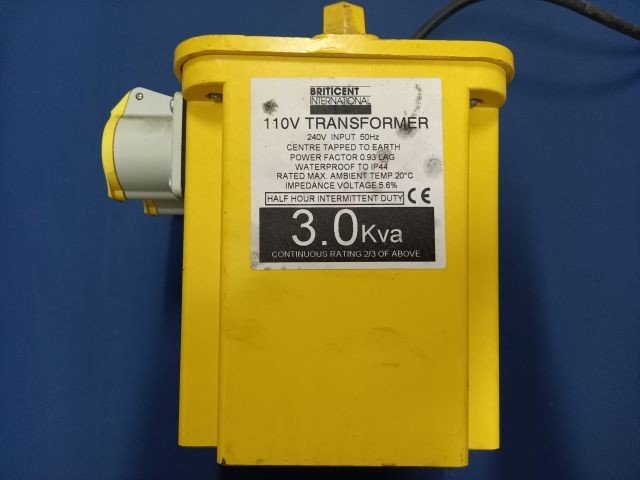 BRITICENT
INTERNATIONAL
110V TRANSFORMER
240V INPUT 50Hz
CENTRE TAPPED TO EARTH
POWER FACTOR 0.93 LAG
WATERPROOF TO IP44
RATED MAX. AMBIENT TEMP 20°C
IMPEDANCE VOLTAGE 5.6%
HALF HOUR INTERMITTENT DUTY CE
3.0Kva
CONTINUOUS RATING 2/3 OF ABOVE